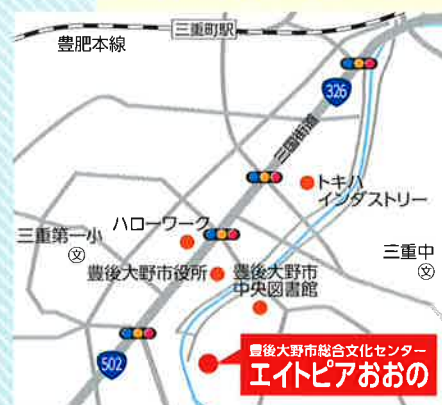 三重町駅
豊肥本線
326
三国街道
トキハ
インダストリー
ハローワーク
三重第一小
文
豊後大野市役所
豊後大野市
中央図書館
三重中
文
502
豊後大野市総合文化センター
エイトピアおおの